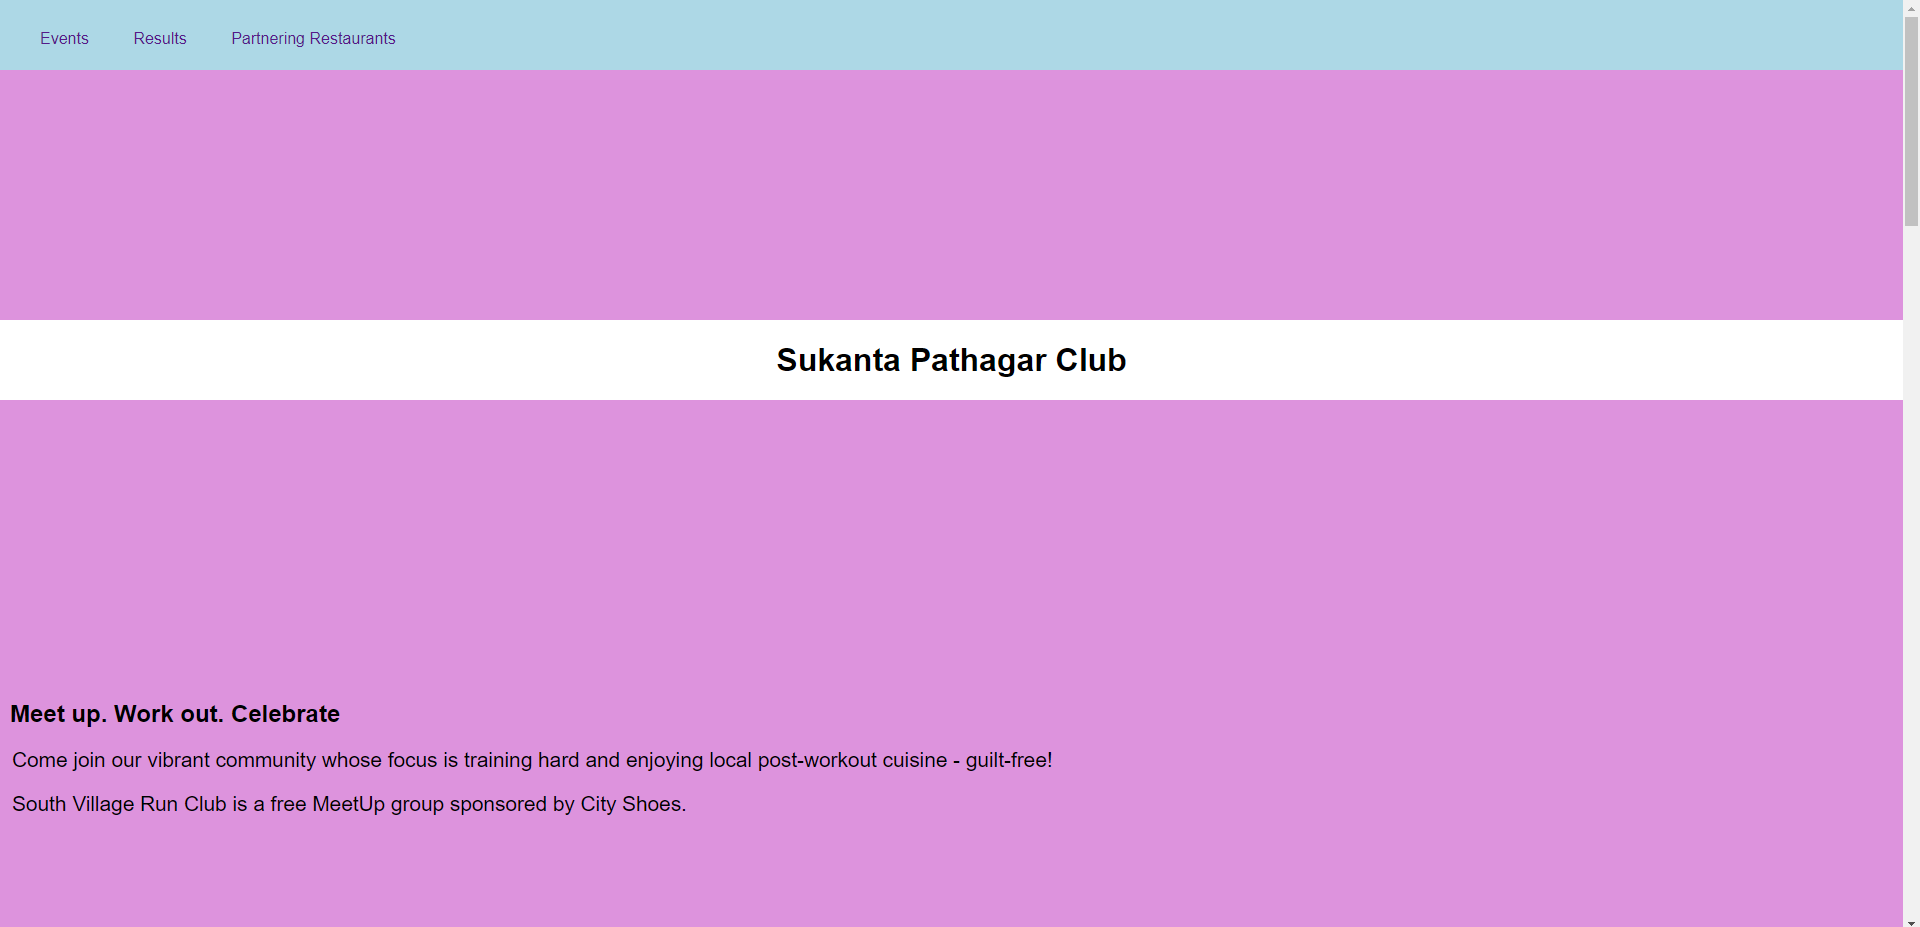 Events Results Partnering Restaurants
Sukanta Pathagar Club
Meet up. Work out. Celebrate
Come join our vibrant community whose focus is training hard and enjoying local post-workout cuisine - guilt-free!
South Village Run Club is a free MeetUp group sponsored by City Shoes.